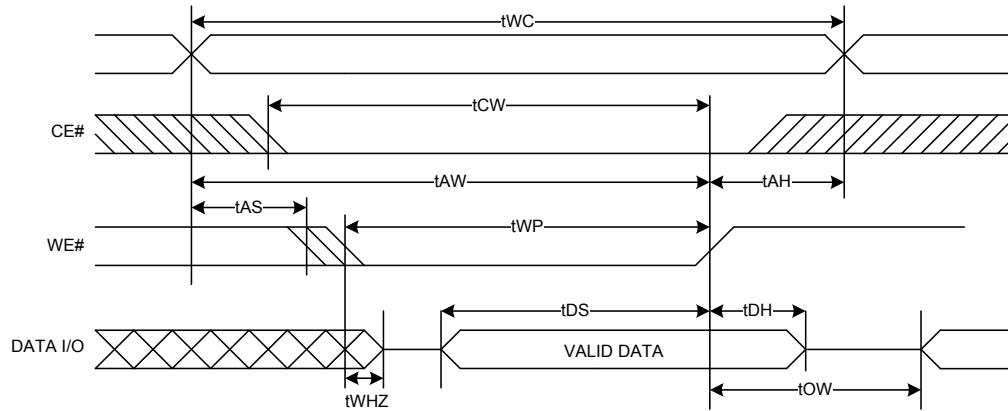 tWC
tCW
CE#
tAW
tAH
tAS
tWP
WE#
tDS
tDH
DATA I/O
VALID DATA
tWHZ
tOW